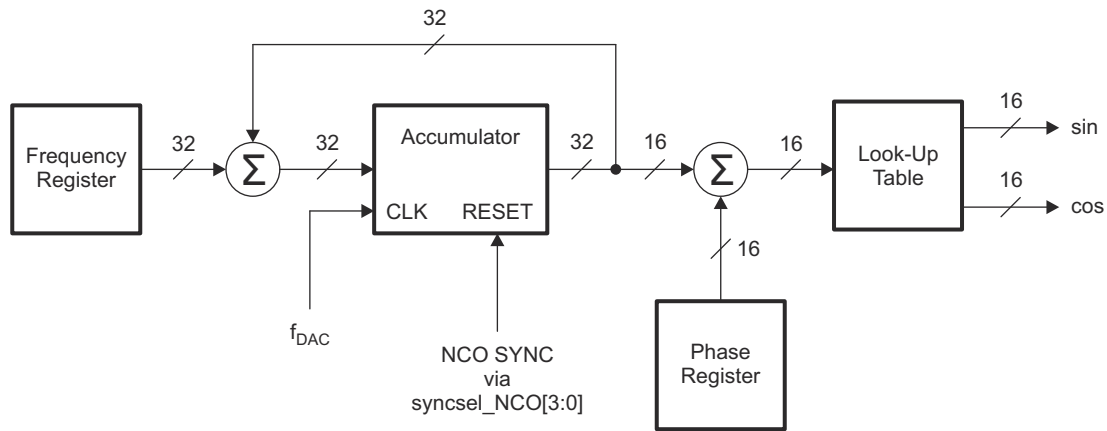 32
Frequency
Register
32
Σ
32
Accumulator
CLK RESET
32
16
Σ
16
Look-Up
Table
16
sin
16
cos
16
f_DAC
NCO SYNC
via
syncsel_NCO[3:0]
Phase
Register